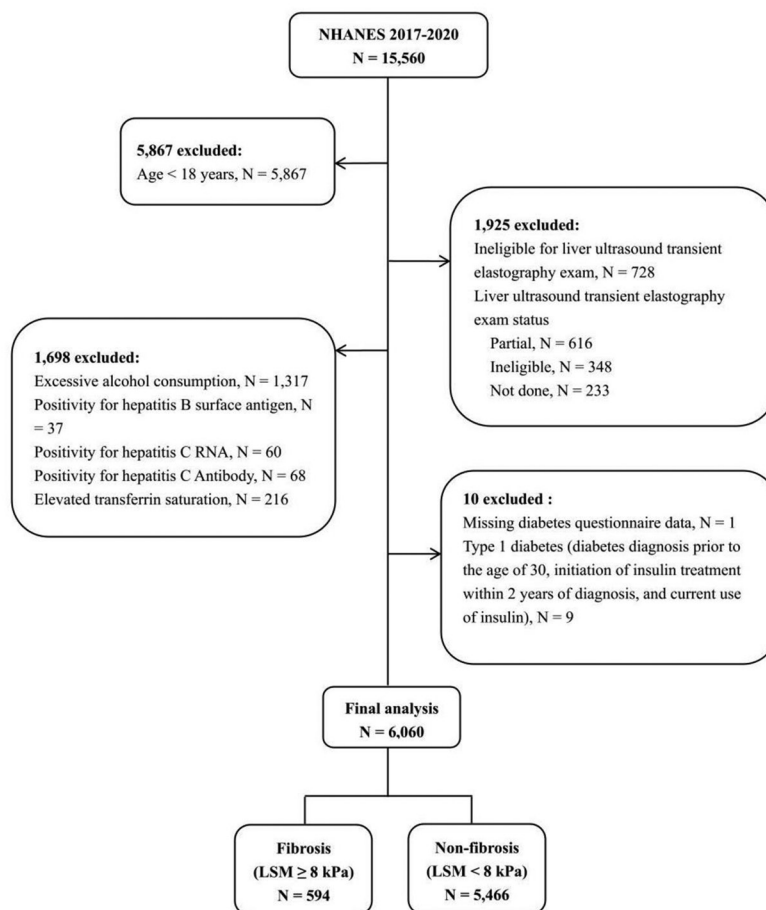 NHANES 2017-2020
N = 15,560
5,867 excluded:
Age < 18 years, N = 5,867
1,925 excluded:
Ineligible for liver ultrasound transient
elastography exam, N = 728
Liver ultrasound transient elastography
exam status
Partial, N = 616
Ineligible, N = 348
Not done, N = 233
1,698 excluded:
Excessive alcohol consumption, N = 1,317
Positivity for hepatitis B surface antigen, N
= 37
Positivity for hepatitis C RNA, N = 60
Positivity for hepatitis C Antibody, N = 68
Elevated transferrin saturation, N = 216
10 excluded :
Missing diabetes questionnaire data, N = 1
Type 1 diabetes (diabetes diagnosis prior to
the age of 30, initiation of insulin treatment
within 2 years of diagnosis, and current use
of insulin), N = 9
Final analysis
N = 6,060
Fibrosis
(LSM ≥ 8 kPa)
N = 594
Non-fibrosis
(LSM < 8 kPa)
N = 5,466